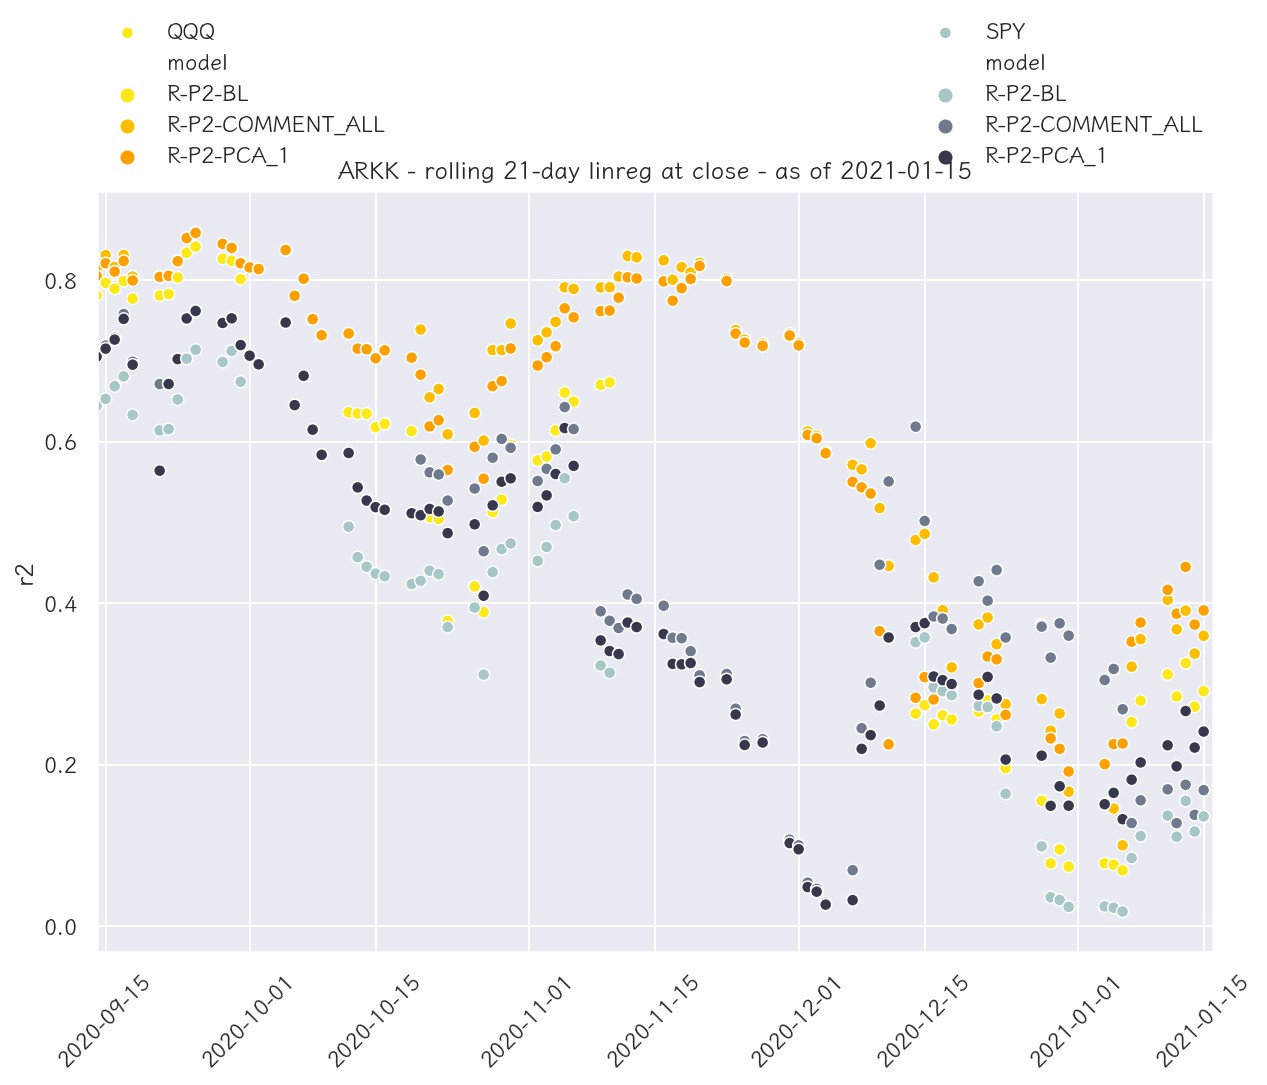 QQQ
model
R-P2-BL
R-P2-COMMENT_ALL
R-P2-PCA_1
SPY
model
R-P2-BL
R-P2-COMMENT_ALL
R-P2-PCA_1
ARKK - rolling 21-day linreg at close - as of 2021-01-15
r2
0.8
0.6
0.4
0.2
0.0
2020-09-15
2020-10-01
2020-10-15
2020-11-01
2020-11-15
2020-12-01
2020-12-15
2021-01-01
2021-01-15